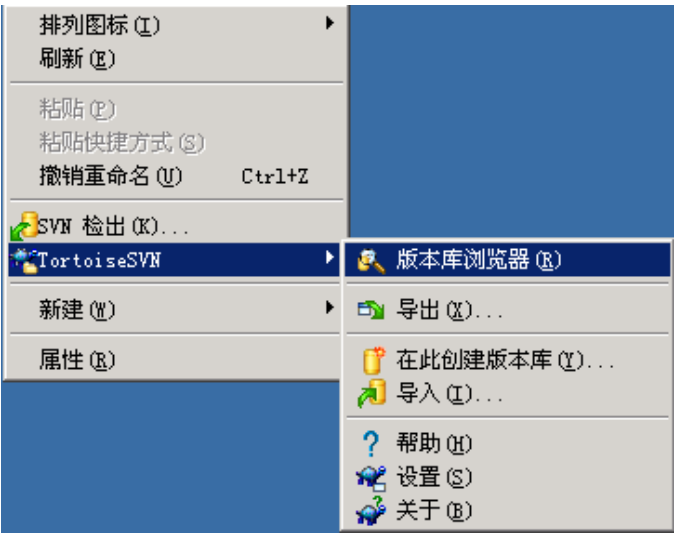 排列图标(I)
刷新(E)
粘贴(P)
粘贴快捷方式(S)
撤销重命名(U) Ctrl+Z
SVN 检出(K)...
TortoiseSVN
新建(W)
属性(R)
版本库浏览器(R)
导出(X)...
在此创建版本库(Y)...
导入(I)...
帮助(H)
设置(S)
关于(B)